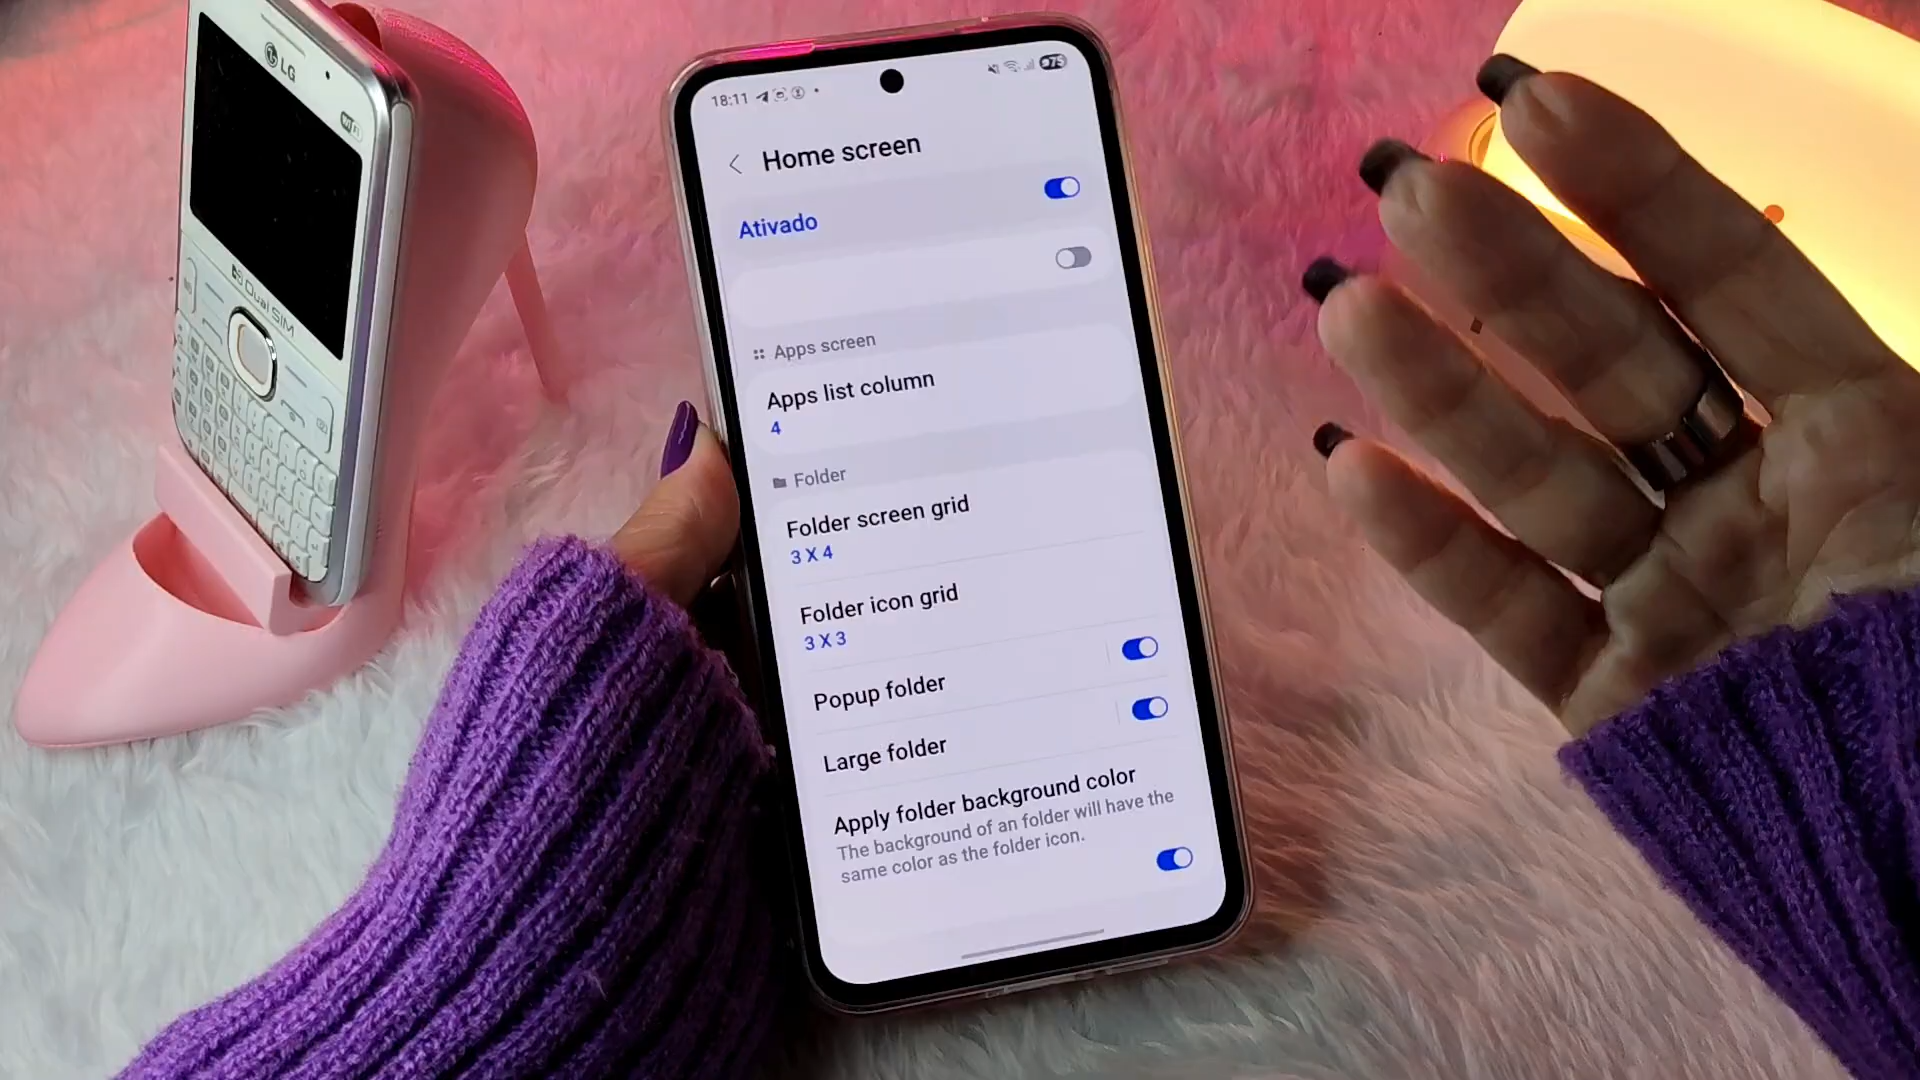 LG
WiFi
Dual SIM
18:11
75
Home screen
Ativado
Apps screen
Apps list column
4
Folder
Folder screen grid
3 X 4
Folder icon grid
3 X 3
Popup folder
Large folder
Apply folder background color
The background of an folder will have the
same color as the folder icon.